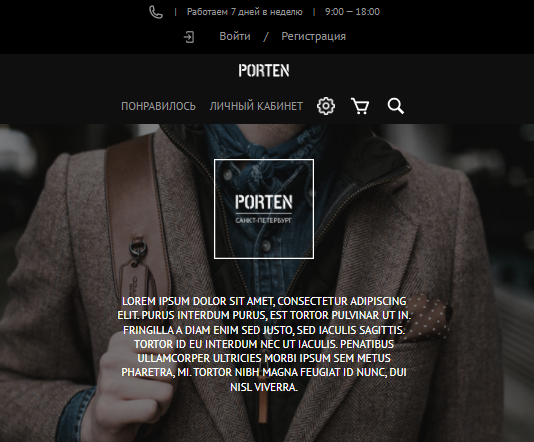 | Работаем 7 дней в неделю | 9:00 – 18:00
Войти / Регистрация
PORTEN
ПОНРАВИЛОСЬ ЛИЧНЫЙ КАБИНЕТ
PORTEN
САНКТ-ПЕТЕРБУРГ
LOREM IPSUM DOLOR SIT AMET, CONSECTETUR ADIPISCING
ELIT. PURUS INTERDUM PURUS, EST TORTOR PULVINAR UT IN.
FRINGILLA A DIAM ENIM SED JUSTO, SED IACULIS SAGITTIS.
TORTOR ID EU INTERDUM NEC UT IACULIS. PENATIBUS
ULLAMCORPER ULTRICIES MORBI IPSUM SEM METUS
PHARETRA, MI. TORTOR NIBH MAGNA FEUGIAT ID NUNC, DUI
NISL VIVERRA.